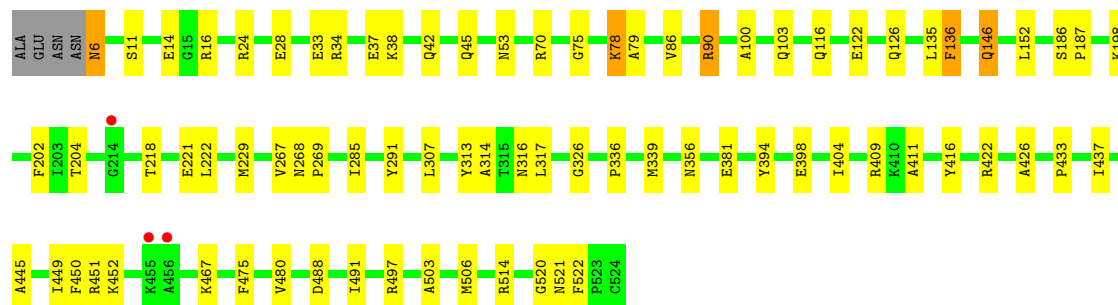 ALA GLU ASN ASN N6 S11 E14 G15 R16 R24 E28 E33 R34 E37 K38 Q42 Q45 N53 R70 G75 K78 A79 V86 R90 A100 Q103 Q116 E122 Q126 L135 F136 Q146 L152 S186 P187 K198
F202 I203 T204 G214 T218 E221 L222 M229 V267 N268 P269 I285 Y291 L307 Y313 A314 T315 N316 L317 G326 P336 M339 N356 E381 Y394 E398 I404 R409 K410 A411 Y416 R422 A426 P433 I437
A445 I449 F450 R451 K452 K455 A456 K467 F475 V480 D488 I491 R497 A503 M506 R514 G520 N521 F522 P523 C524